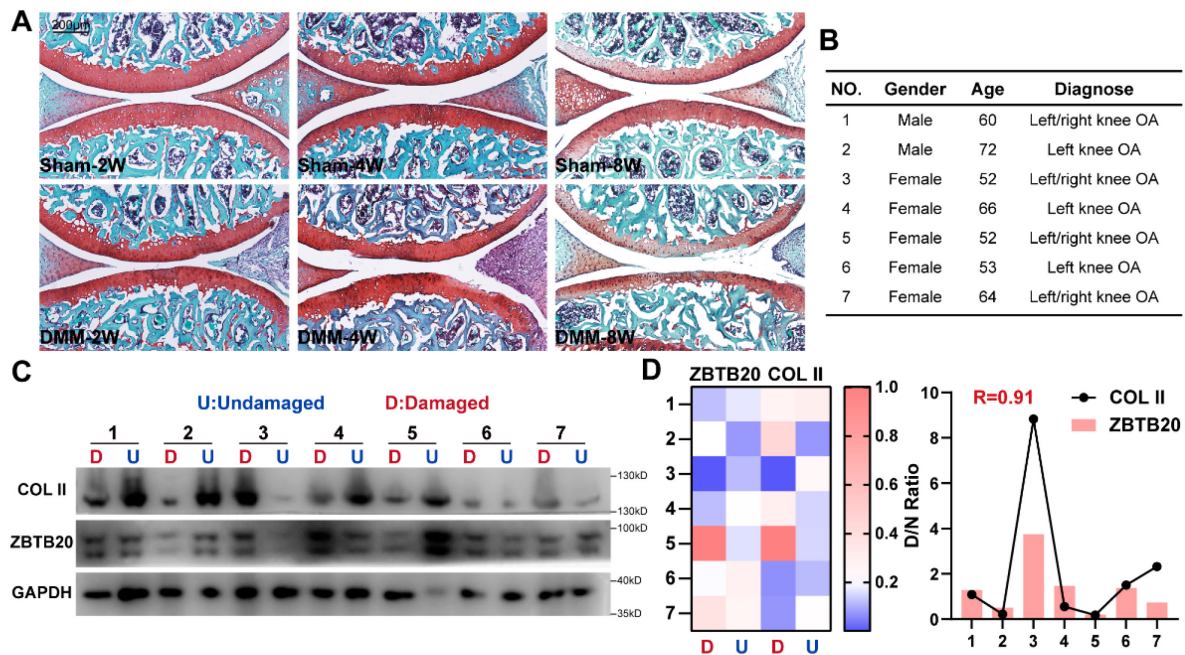 A
200μm
Sham-2W
Sham-4W
Sham-8W
DMM-2W
DMM-4W
DMM-8W
B
NO. Gender Age Diagnose
1 Male 60 Left/right knee OA
2 Male 72 Left knee OA
3 Female 52 Left/right knee OA
4 Female 66 Left knee OA
5 Female 52 Left/right knee OA
6 Female 53 Left knee OA
7 Female 64 Left/right knee OA
C
U:Undamaged D:Damaged
1 2 3 4 5 6 7
D U D U D U D U D U D U D U
COL II
-130kD
-130kD
ZBTB20
-100kD
GAPDH
-40kD
-35kD
D
ZBTB20 COL II
1
2
3
4
5
6
7
D U D U
1.0
0.8
0.6
0.4
0.2
D/N Ratio
10
8
6
4
2
0
R=0.91
COL II
ZBTB20
1 2 3 4 5 6 7